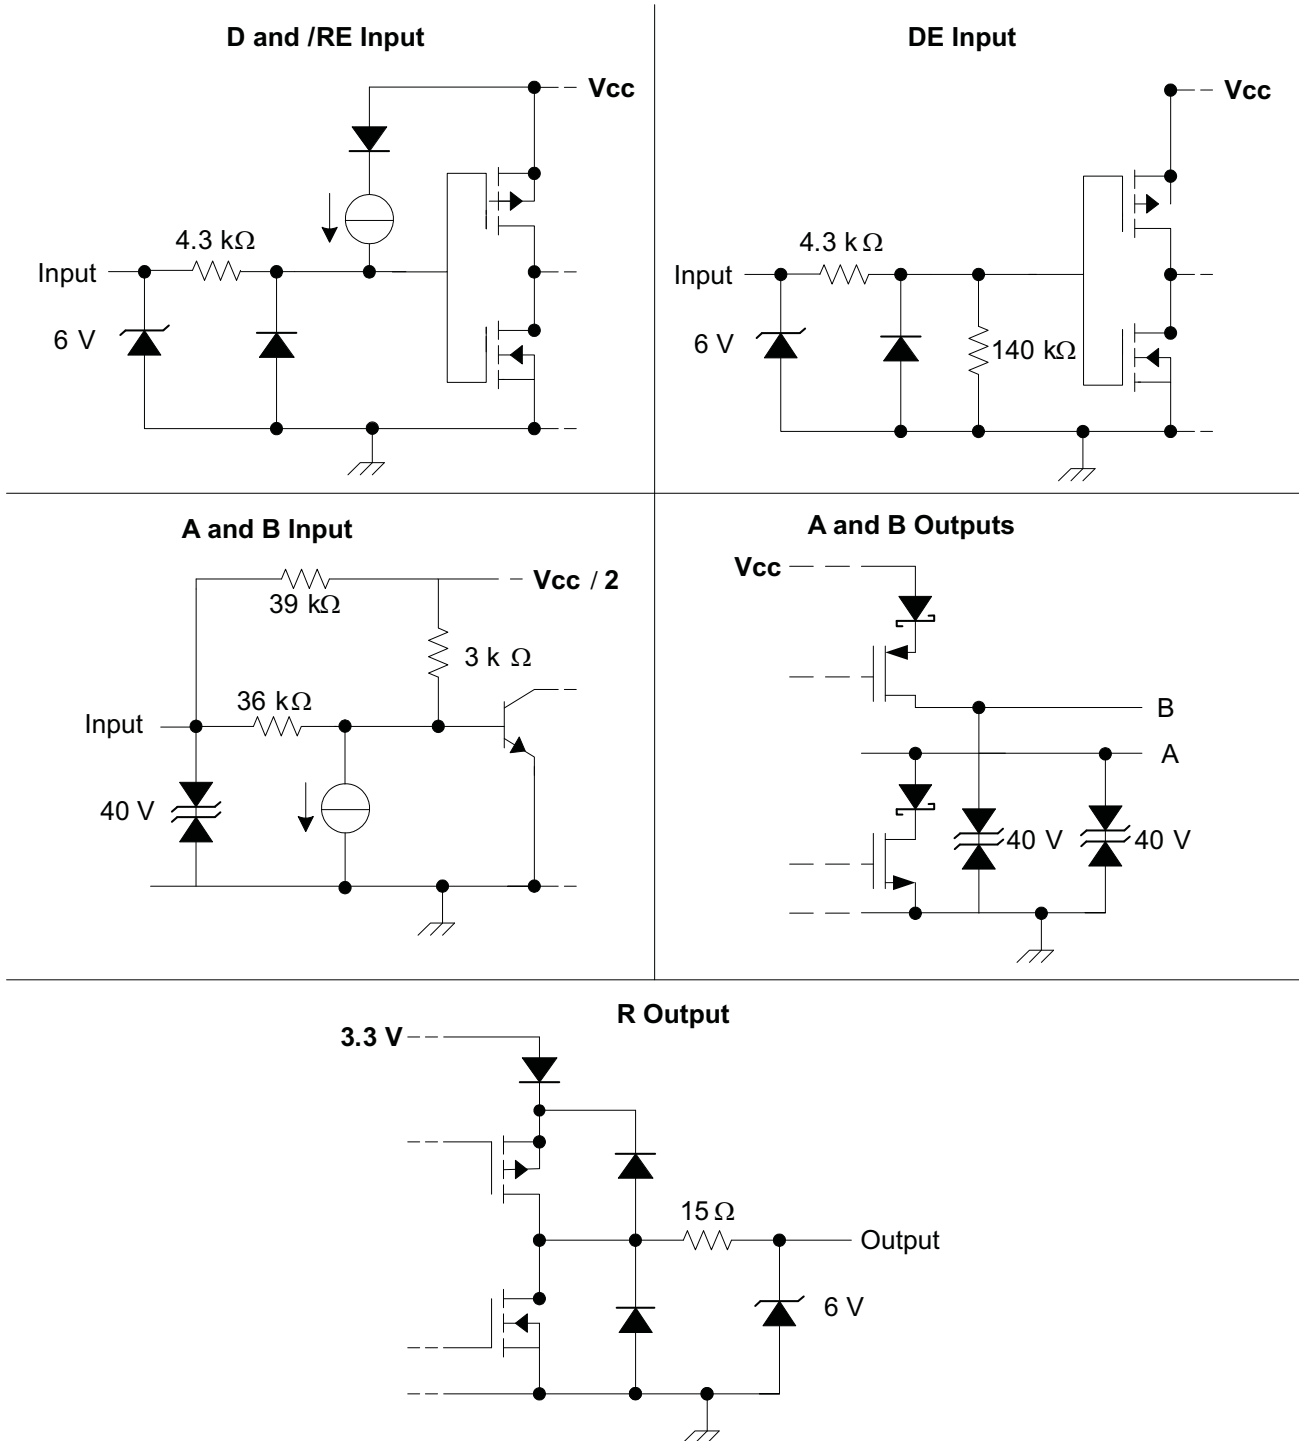 D and /RE Input
Vcc
4.3 kΩ
Input
6 V
DE Input
Vcc
4.3 kΩ
Input
6 V
140 kΩ
A and B Input
Vcc / 2
39 kΩ
3 k Ω
36 kΩ
Input
40 V
A and B Outputs
Vcc
B
A
40 V
40 V
R Output
3.3 V
15 Ω
Output
6 V